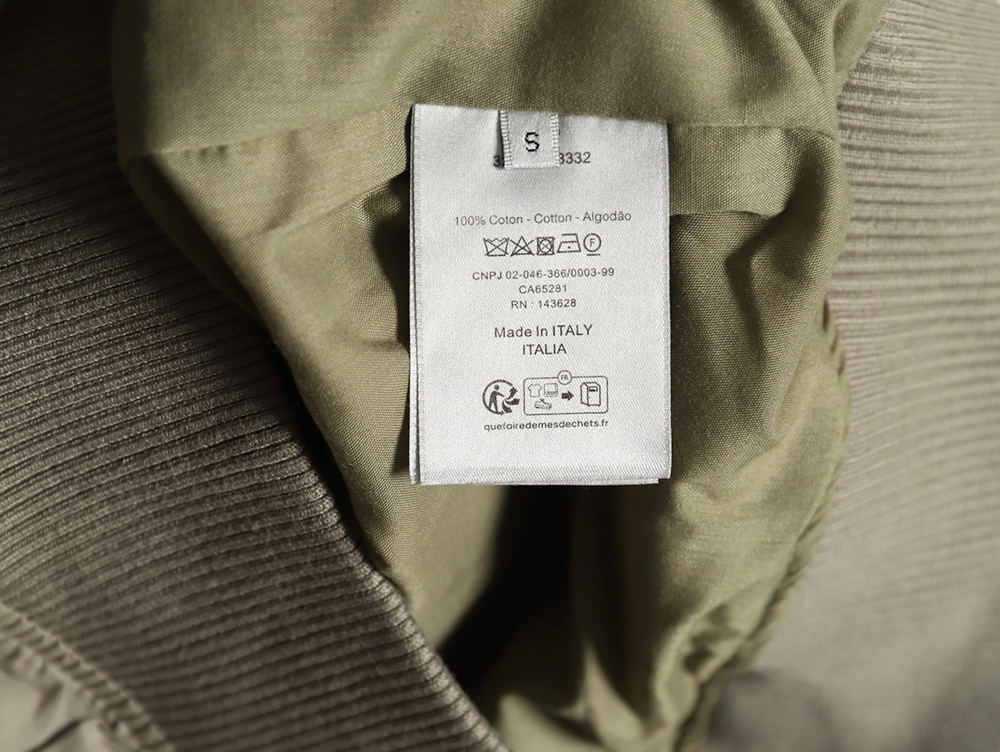 S
3332
100% Coton - Cotton - Algodão
F
CNPJ 02-046-366/0003-99
CA65281
RN : 143628
Made In ITALY
ITALIA
FR
quefairedemesdechets.fr